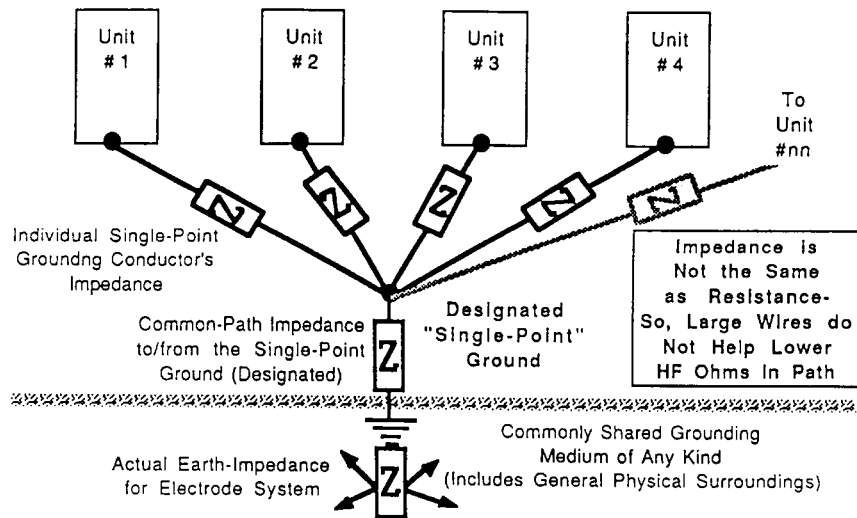 Unit
#1
Unit
#2
Unit
#3
Unit
#4
To
Unit
#nn
Z
Z
Z
Z
Z
Individual Single-Point
Groundng Conductor's
Impedance
Impedance is
Not the Same
as Resistance-
So, Large Wires do
Not Help Lower
HF Ohms in Path
Designated
"Single-Point"
Ground
Common-Path Impedance
to/from the Single-Point
Ground (Designated)
Z
Actual Earth-Impedance
for Electrode System
Z
Commonly Shared Grounding
Medium of Any Kind
(Includes General Physical Surroundings)